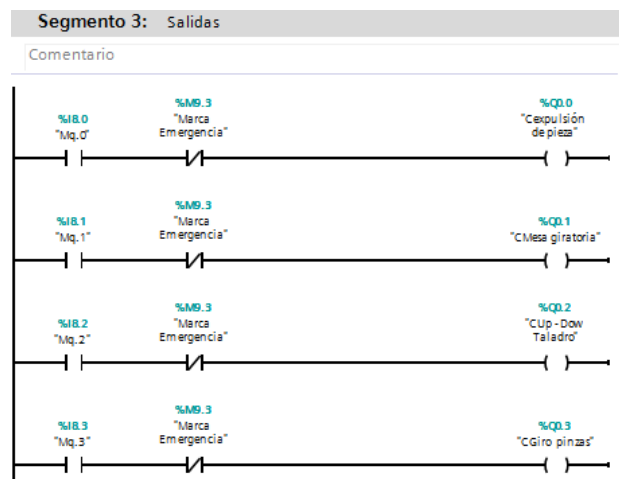 Segmento 3: Salidas
Comentario
%M9.3 %Q0.0
%I8.0 "Marca "Cexpulsión
"Mq.0" Emergencia" de pieza"
%M9.3
%I8.1 "Marca %Q0.1
"Mq.1" Emergencia" "CMesa giratoria"
%M9.3 %Q0.2
%I8.2 "Marca "CUp-Dow
"Mq.2" Emergencia" Taladro"
%M9.3
%I8.3 "Marca %Q0.3
"Mq.3" Emergencia" "CGiro pinzas"